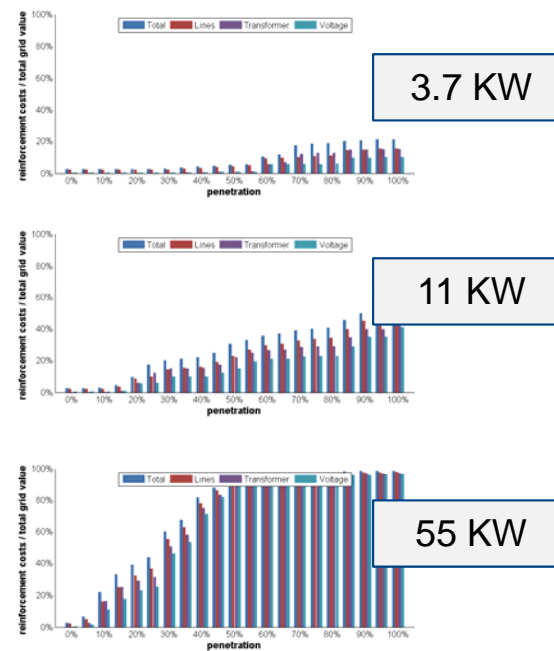 100%
80%
60%
40%
20%
0%
reinforcement costs / total grid value
Total Lines Transformer Voltage
0% 10% 20% 30% 40% 50% 60% 70% 80% 90% 100%
penetration
3.7 KW
100%
80%
60%
40%
20%
0%
reinforcement costs / total grid value
Total Lines Transformer Voltage
0% 10% 20% 30% 40% 50% 60% 70% 80% 90% 100%
penetration
11 KW
100%
80%
60%
40%
20%
0%
reinforcement costs / total grid value
Total Lines Transformer Voltage
0% 10% 20% 30% 40% 50% 60% 70% 80% 90% 100%
penetration
55 KW